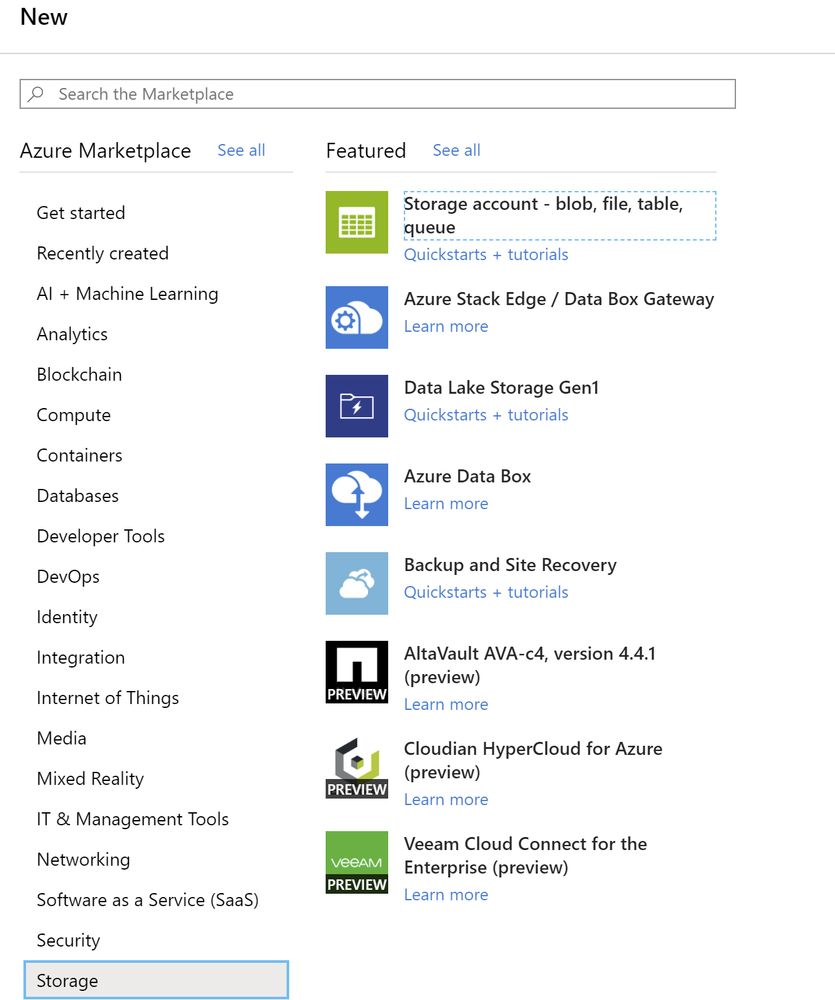 New
Search the Marketplace
Azure Marketplace See all
Get started
Recently created
AI + Machine Learning
Analytics
Blockchain
Compute
Containers
Databases
Developer Tools
DevOps
Identity
Integration
Internet of Things
Media
Mixed Reality
IT & Management Tools
Networking
Software as a Service (SaaS)
Security
Storage
Featured See all
Storage account - blob, file, table,
queue
Quickstarts + tutorials
Azure Stack Edge / Data Box Gateway
Learn more
Data Lake Storage Gen1
Quickstarts + tutorials
Azure Data Box
Learn more
Backup and Site Recovery
Quickstarts + tutorials
PREVIEW
AltaVault AVA-c4, version 4.4.1
(preview)
Learn more
PREVIEW
Cloudian HyperCloud for Azure
(preview)
Learn more
veeAM
PREVIEW
Veeam Cloud Connect for the
Enterprise (preview)
Learn more